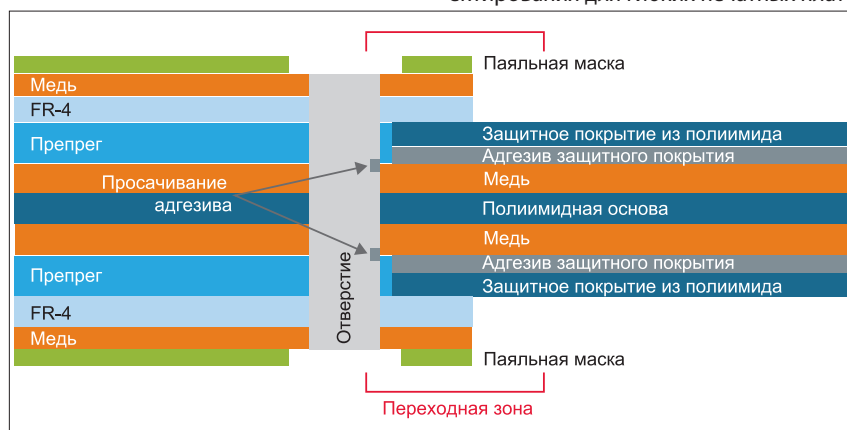 Паяльная маска
Медь
FR-4
Защитное покрытие из полиимида
Препрег
Адгезив защитного покрытия
Просачивание
адгезива
Медь
Полиимидная основа
Медь
Отверстие
Препрег
Адгезив защитного покрытия
Защитное покрытие из полиимида
FR-4
Медь
Паяльная маска
Переходная зона